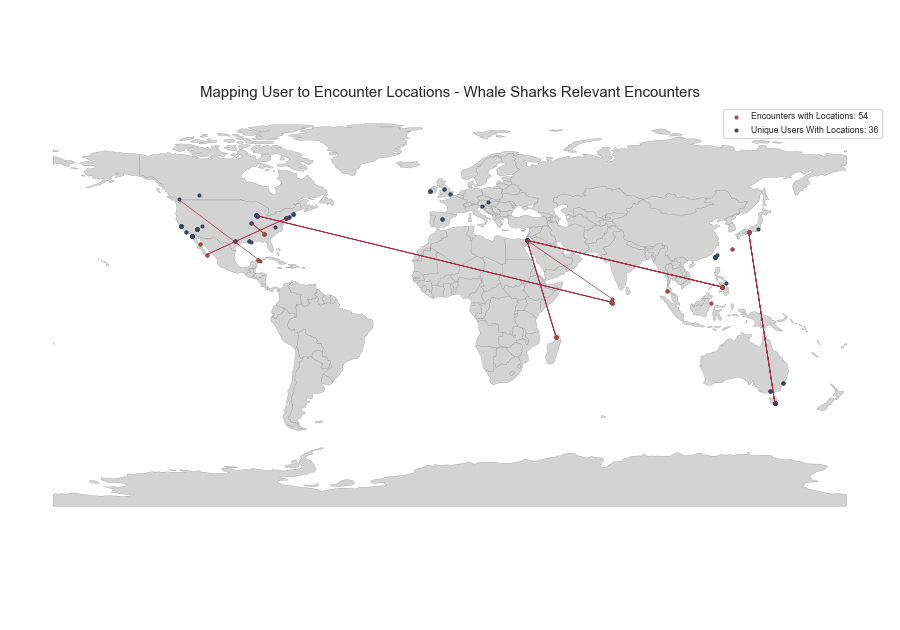 Mapping User to Encounter Locations - Whale Sharks Relevant Encounters
Encounters with Locations: 54
Unique Users With Locations: 36